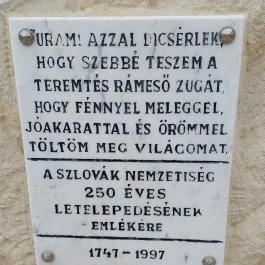 URAM! AZZAL DICSÉRLEK,
HOGY SZEBBÉ TESZEM A
TEREMTÉS RÁMESŐ ZUGÁT,
HOGY FÉNNYEL MELEGGEL,
JÓAKARATTAL ÉS ÖRÖMMEL
TÖLTÖM MEG VILÁGOMAT.
A SZLOVÁK NEMZETISÉG
250 ÉVES
LETELEPEDÉSÉNEK
EMLÉKÉRE
1747-1997